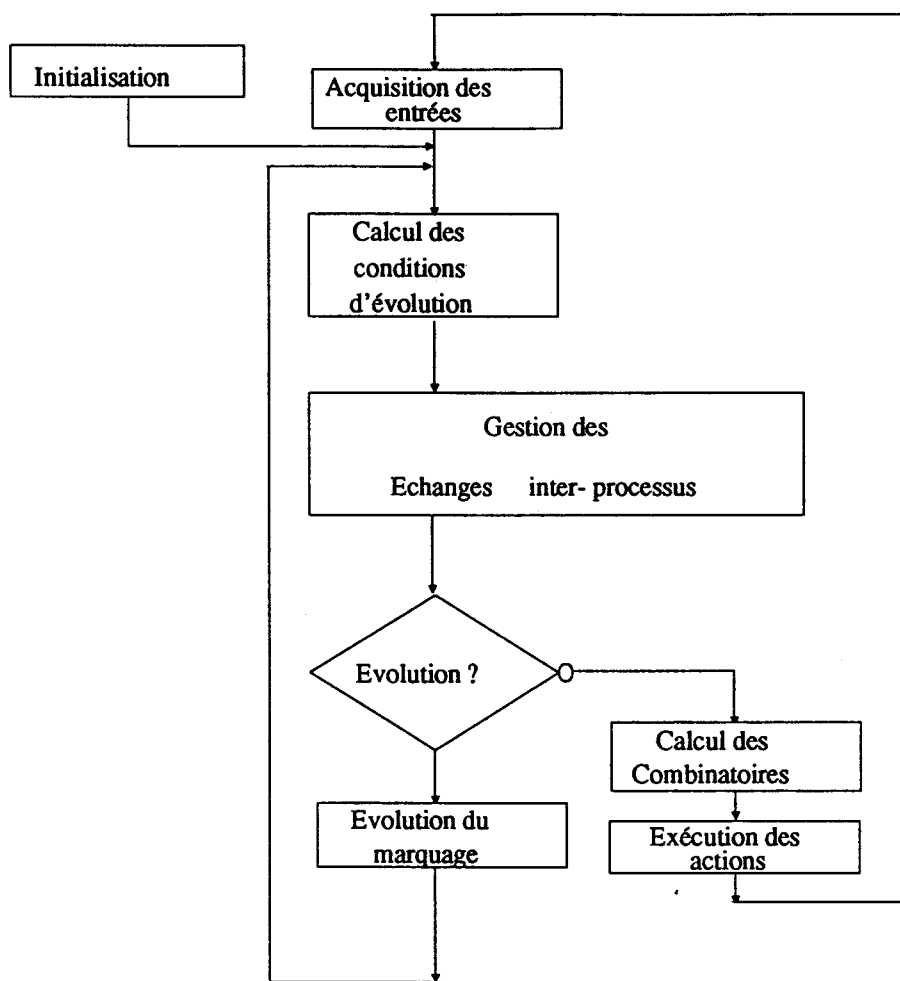 Initialisation
Acquisition des
entrées
Calcul des
conditions
d'évolution
Gestion des
Echanges inter- processus
Evolution ?
Calcul des
Combinatoires
Evolution du
marquage
Exécution des
actions